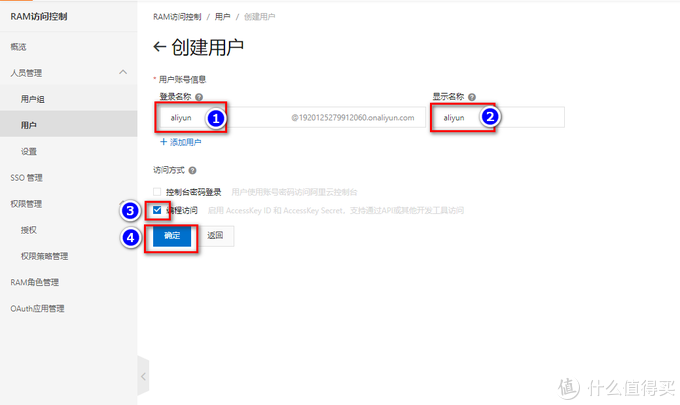 RAM访问控制
RAM访问控制 / 用户 / 创建用户
概览
人员管理
用户组
用户
设置
SSO 管理
权限管理
授权
权限策略管理
RAM角色管理
OAuth应用管理
← 创建用户
* 用户账号信息
登录名称 ?
显示名称 ?
aliyun
1
@1920125279912060.onaliyun.com
aliyun
2
+ 添加用户
访问方式 ?
控制台密码登录 用户使用账号密码访问阿里云控制台
3
编程访问 启用 AccessKey ID 和 AccessKey Secret，支持通过API或其他开发工具访问
4
确定
返回
值 什么值得买